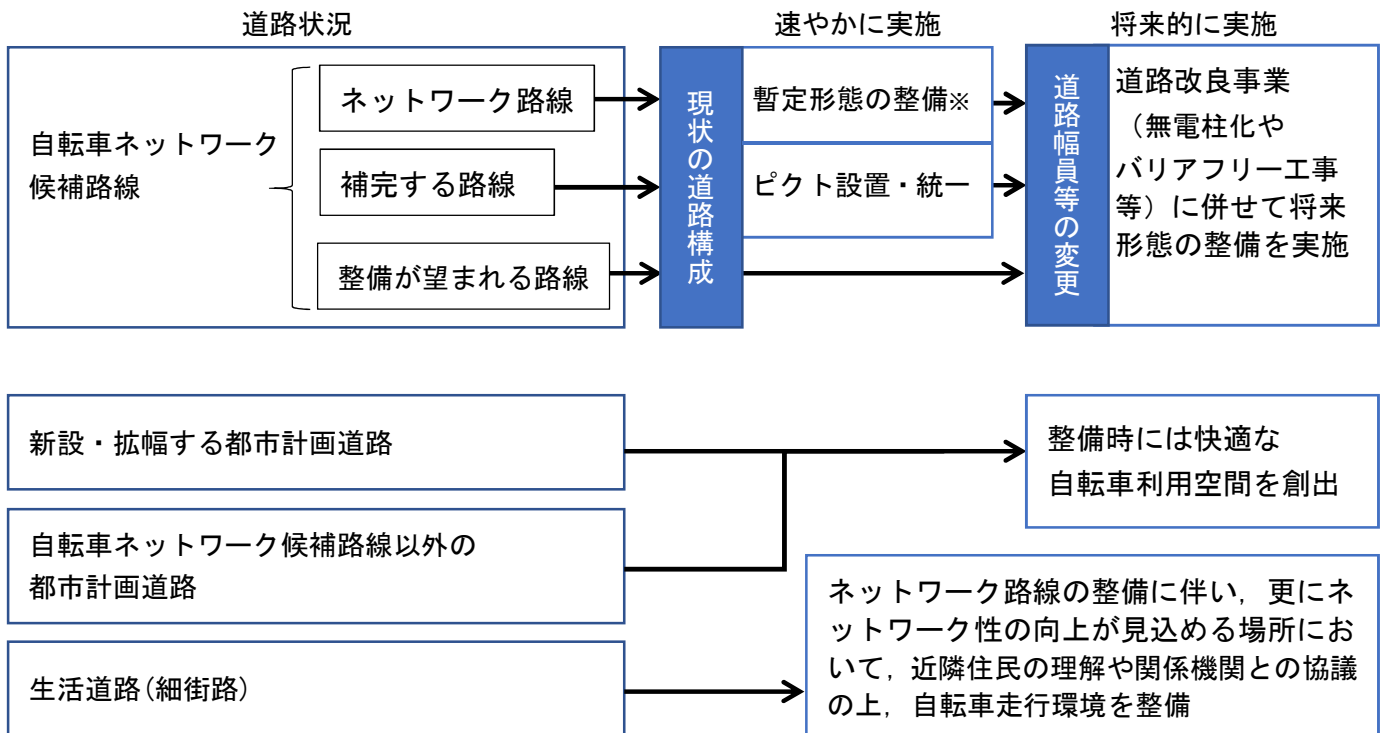 道路状況
速やかに実施
将来的に実施
自転車ネットワーク
候補路線
ネットワーク路線
補完する路線
整備が望まれる路線
現状の道路構成
暫定形態の整備※
ピクト設置・統一
道路幅員等の変更
道路改良事業
（無電柱化や
バリアフリー工事
等）に併せて将来
形態の整備を実施
新設・拡幅する都市計画道路
整備時には快適な
自転車利用空間を創出
自転車ネットワーク候補路線以外の
都市計画道路
生活道路(細街路)
ネットワーク路線の整備に伴い，更にネ
ットワーク性の向上が見込める場所にお
いて，近隣住民の理解や関係機関との協議
の上，自転車走行環境を整備